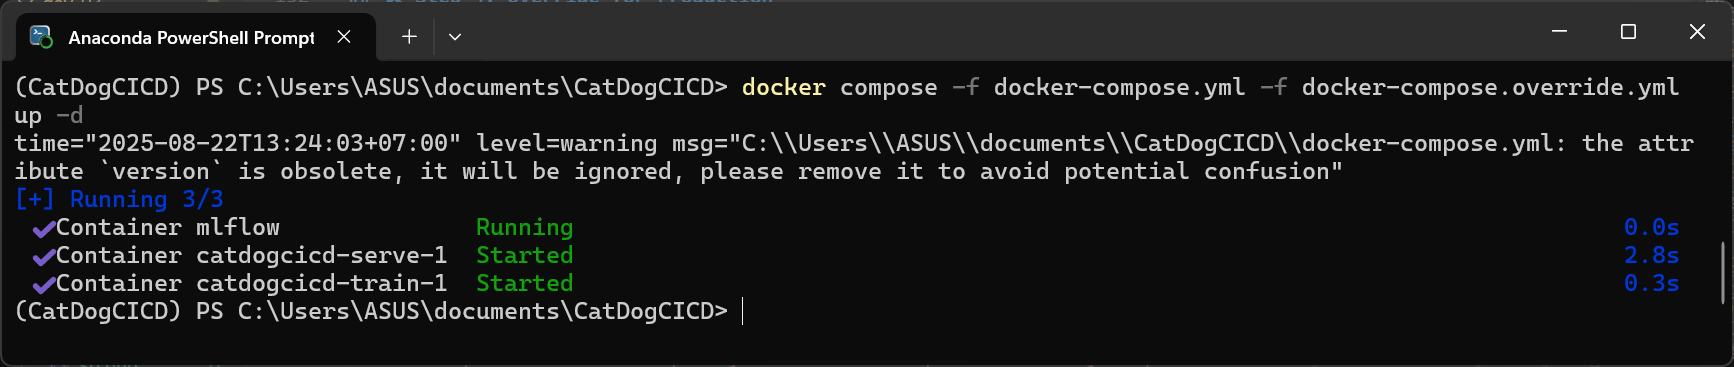 Anaconda PowerShell Prompt
(CatDogCICD) PS C:\Users\ASUS\documents\CatDogCICD> docker compose -f docker-compose.yml -f docker-compose.override.yml
up -d
time="2025-08-22T13:24:03+07:00" level=warning msg="C:\\Users\\ASUS\\documents\\CatDogCICD\\docker-compose.yml: the attr
ibute `version` is obsolete, it will be ignored, please remove it to avoid potential confusion"
[+] Running 3/3
✔Container mlflow Running 0.0s
✔Container catdogcicd-serve-1 Started 2.8s
✔Container catdogcicd-train-1 Started 0.3s
(CatDogCICD) PS C:\Users\ASUS\documents\CatDogCICD>